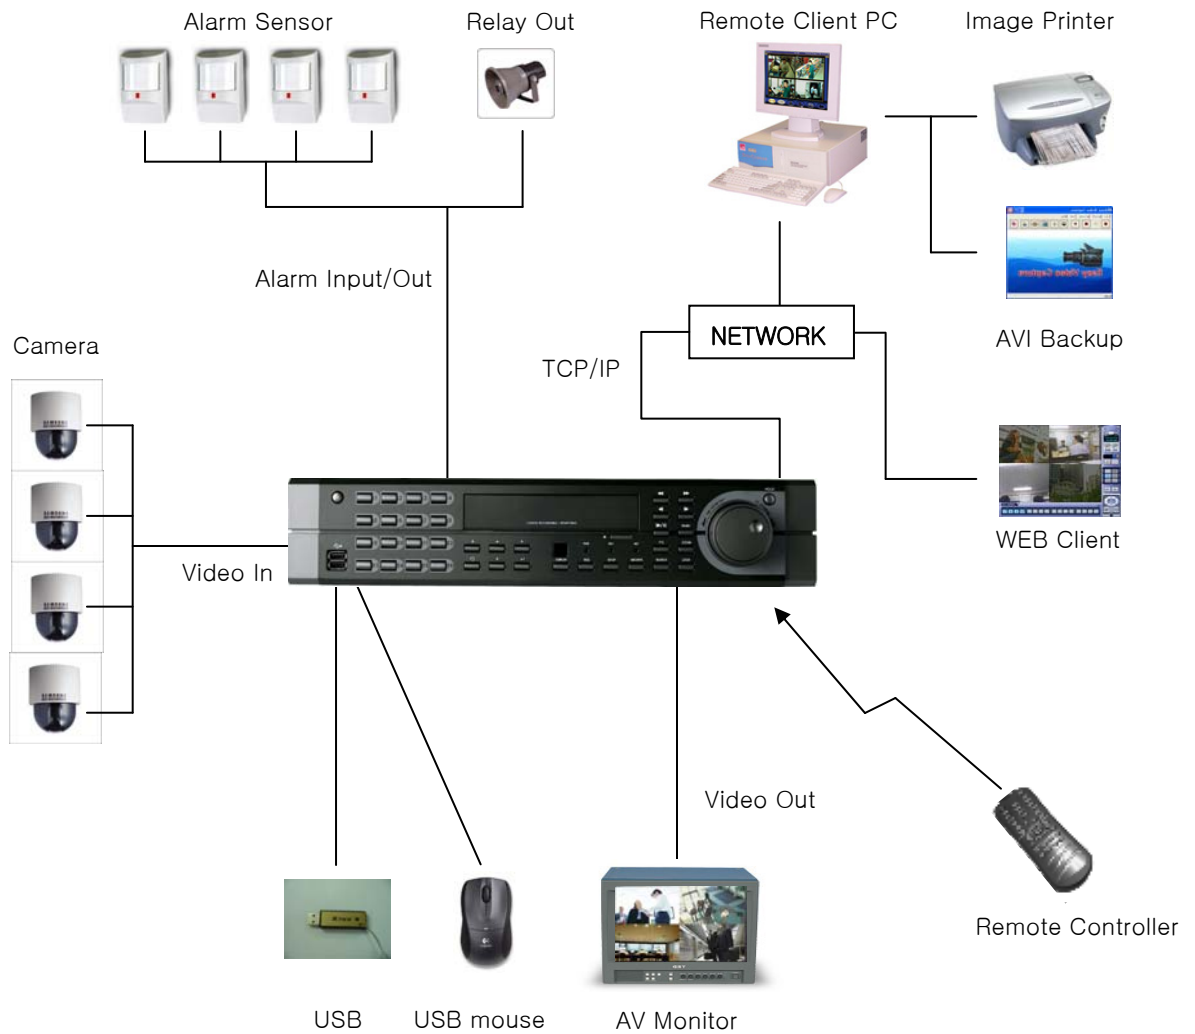 Alarm Sensor
Relay Out
Remote Client PC
Image Printer
Alarm Input/Out
NETWORK
AVI Backup
Camera
TCP/IP
SAMSUNG
WEB Client
Video In
Video Out
Remote Controller
USB
USB mouse
AV Monitor